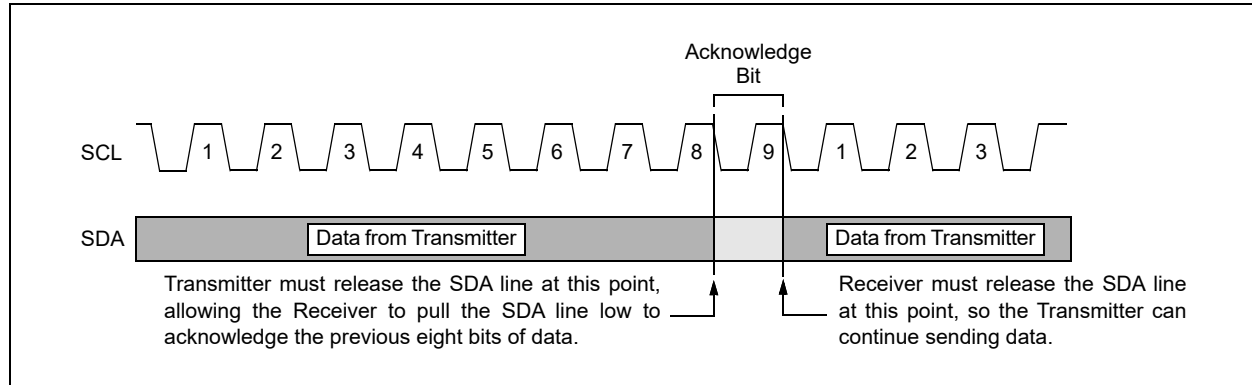 Acknowledge
Bit
SCL 1 2 3 4 5 6 7 8 9 1 2 3
SDA Data from Transmitter Data from Transmitter
Transmitter must release the SDA line at this point,
allowing the Receiver to pull the SDA line low to
acknowledge the previous eight bits of data.
Receiver must release the SDA line
at this point, so the Transmitter can
continue sending data.